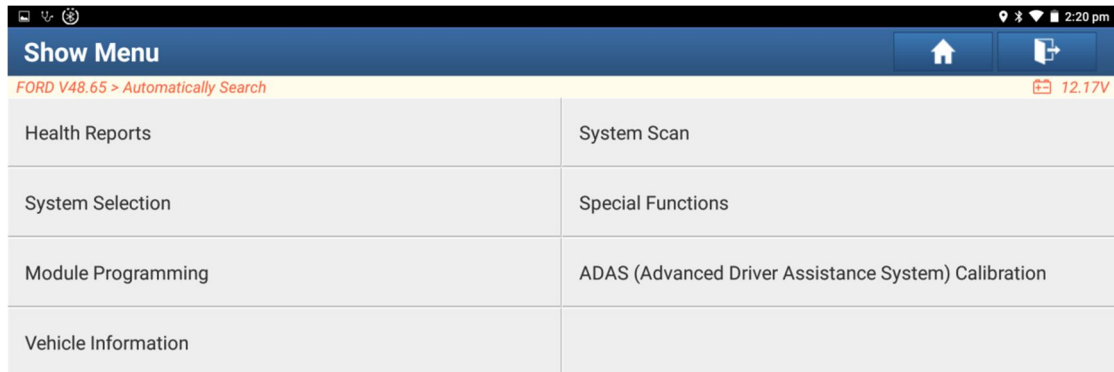 2:20 pm
Show Menu
FORD V48.65 > Automatically Search
12.17V
Health Reports
System Scan
System Selection
Special Functions
Module Programming
ADAS (Advanced Driver Assistance System) Calibration
Vehicle Information